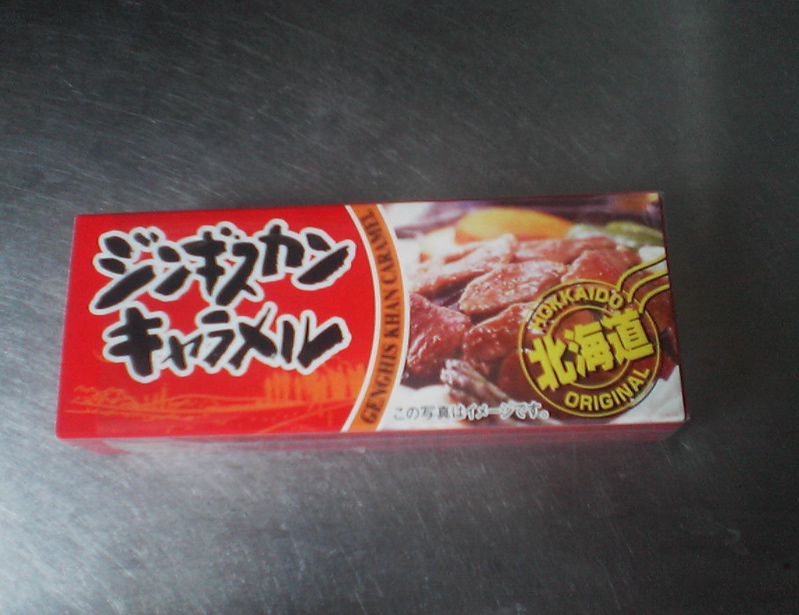 ジンギスカン
キャラメル
GENGHIS KHAN CARAMEL
HOKKAIDO
北海道
ORIGINAL
この写真はイメージです。